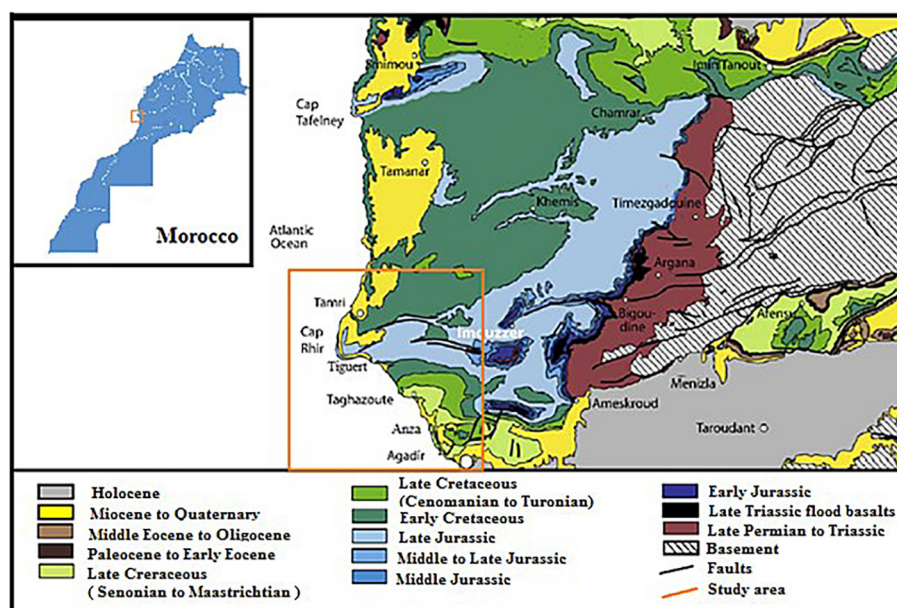 Morocco
Smimou
Imin Tanout
Cap
Tafelney
Chamrar
Tamanar
Khemis
Timezgadouine
Atlantic
Ocean
Argana
Tamri
Bigou-
dine
Afensu
Imouzzer
Cap
Rhir
Tiguert
Menizla
Taghazoute
Ameskroud
Anza
Taroudant
Agadir
Holocene
Miocene to Quaternary
Middle Eocene to Oligocene
Paleocene to Early Eocene
Late Creraceous
( Senonian to Maastrichtian )
Late Cretaceous
(Cenomanian to Turonian)
Early Cretaceous
Late Jurassic
Middle to Late Jurassic
Middle Jurassic
Early Jurassic
Late Triassic flood basalts
Late Permian to Triassic
Basement
Faults
Study area